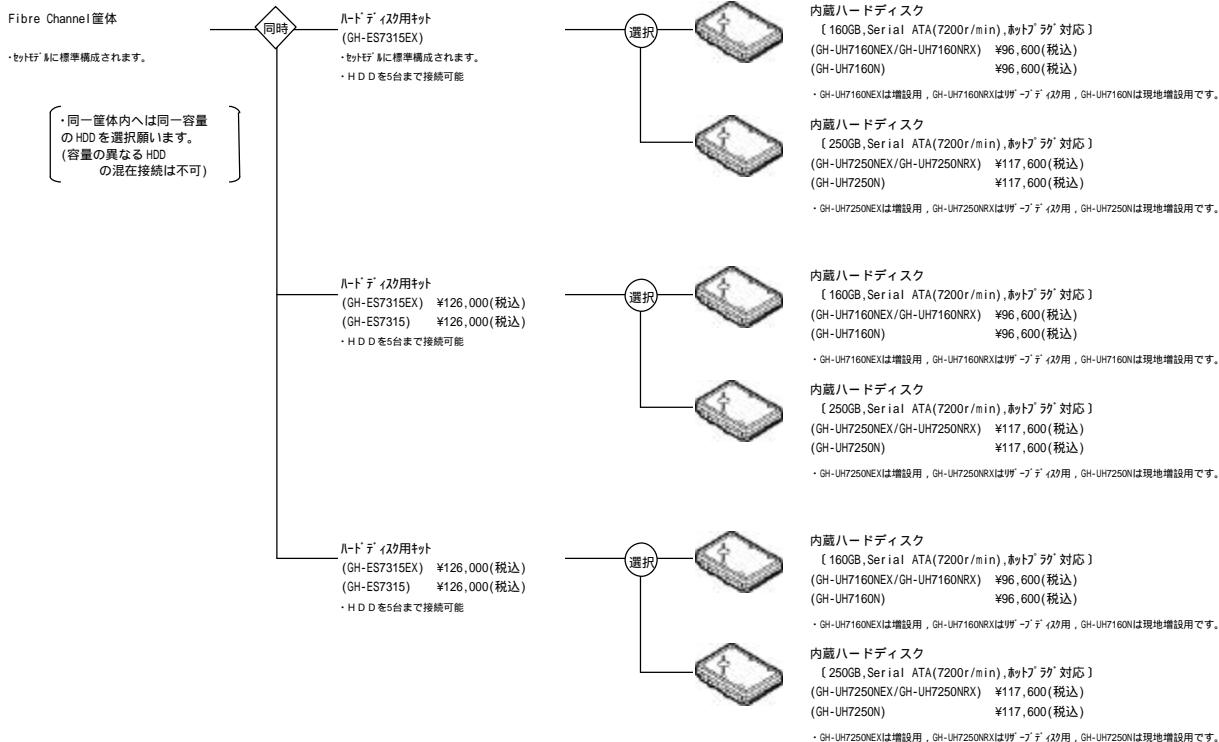 Fibre Channel筐体
・ｾｯﾄﾓﾃﾞﾙに標準構成されます。
・同一筐体内へは同一容量
のHDDを選択願います。
(容量の異なるHDD
の混在接続は不可)
同時
ﾊｰﾄﾞﾃﾞｨｽｸ用ｷｯﾄ
(GH-ES7315EX)
・ｾｯﾄﾓﾃﾞﾙに標準構成されます。
・ＨＤＤを5台まで接続可能
選択
内蔵ハードディスク
〔160GB,Serial ATA(7200r/min),ﾎｯﾄﾌﾟﾗｸﾞ対応〕
(GH-UH7160NEX/GH-UH7160NRX) ¥96,600(税込)
(GH-UH7160N) ¥96,600(税込)
・GH-UH7160NEXは増設用，GH-UH7160NRXはﾘｻﾞｰﾌﾞﾃﾞｨｽｸ用，GH-UH7160Nは現地増設用です。
内蔵ハードディスク
〔250GB,Serial ATA(7200r/min),ﾎｯﾄﾌﾟﾗｸﾞ対応〕
(GH-UH7250NEX/GH-UH7250NRX) ¥117,600(税込)
(GH-UH7250N) ¥117,600(税込)
・GH-UH7250NEXは増設用，GH-UH7250NRXはﾘｻﾞｰﾌﾞﾃﾞｨｽｸ用，GH-UH7250Nは現地増設用です。
ﾊｰﾄﾞﾃﾞｨｽｸ用ｷｯﾄ
(GH-ES7315EX) ¥126,000(税込)
(GH-ES7315) ¥126,000(税込)
・ＨＤＤを5台まで接続可能
選択
内蔵ハードディスク
〔160GB,Serial ATA(7200r/min),ﾎｯﾄﾌﾟﾗｸﾞ対応〕
(GH-UH7160NEX/GH-UH7160NRX) ¥96,600(税込)
(GH-UH7160N) ¥96,600(税込)
・GH-UH7160NEXは増設用，GH-UH7160NRXはﾘｻﾞｰﾌﾞﾃﾞｨｽｸ用，GH-UH7160Nは現地増設用です。
内蔵ハードディスク
〔250GB,Serial ATA(7200r/min),ﾎｯﾄﾌﾟﾗｸﾞ対応〕
(GH-UH7250NEX/GH-UH7250NRX) ¥117,600(税込)
(GH-UH7250N) ¥117,600(税込)
・GH-UH7250NEXは増設用，GH-UH7250NRXはﾘｻﾞｰﾌﾞﾃﾞｨｽｸ用，GH-UH7250Nは現地増設用です。
ﾊｰﾄﾞﾃﾞｨｽｸ用ｷｯﾄ
(GH-ES7315EX) ¥126,000(税込)
(GH-ES7315) ¥126,000(税込)
・ＨＤＤを5台まで接続可能
選択
内蔵ハードディスク
〔160GB,Serial ATA(7200r/min),ﾎｯﾄﾌﾟﾗｸﾞ対応〕
(GH-UH7160NEX/GH-UH7160NRX) ¥96,600(税込)
(GH-UH7160N) ¥96,600(税込)
・GH-UH7160NEXは増設用，GH-UH7160NRXはﾘｻﾞｰﾌﾞﾃﾞｨｽｸ用，GH-UH7160Nは現地増設用です。
内蔵ハードディスク
〔250GB,Serial ATA(7200r/min),ﾎｯﾄﾌﾟﾗｸﾞ対応〕
(GH-UH7250NEX/GH-UH7250NRX) ¥117,600(税込)
(GH-UH7250N) ¥117,600(税込)
・GH-UH7250NEXは増設用，GH-UH7250NRXはﾘｻﾞｰﾌﾞﾃﾞｨｽｸ用，GH-UH7250Nは現地増設用です。